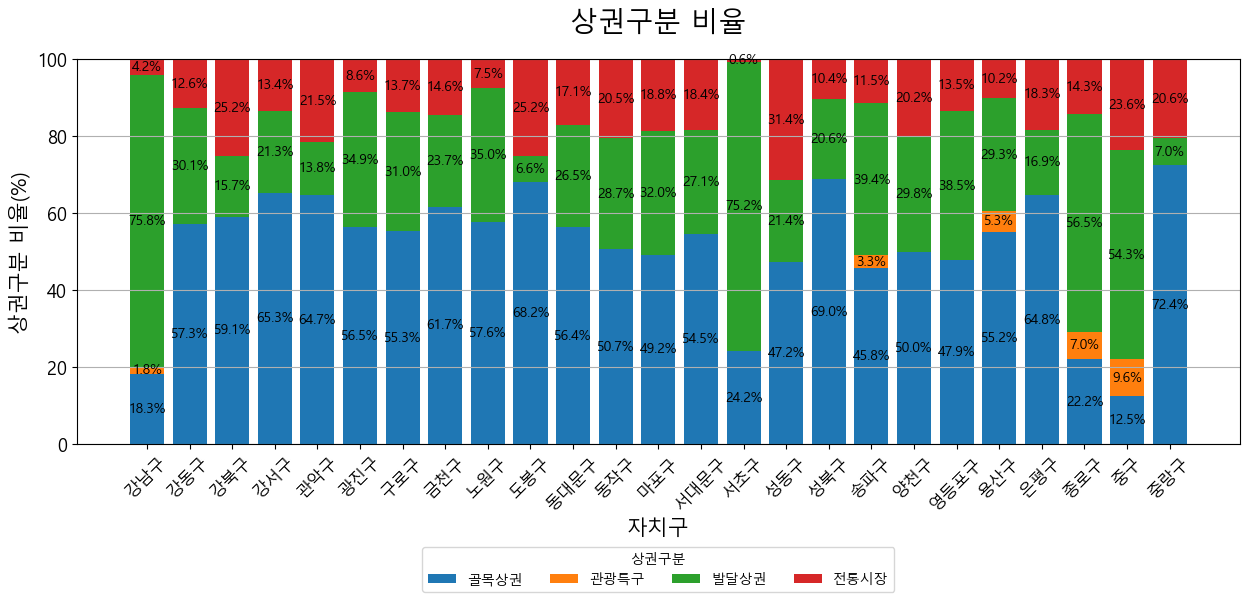 상권구분 비율
상권구분 비율(%)
100
80
60
40
20
0
4.2% 12.6% 25.2% 13.4% 21.5% 8.6% 13.7% 14.6% 7.5% 25.2% 17.1% 20.5% 18.8% 18.4% 0.6% 31.4% 10.4% 11.5% 20.2% 13.5% 10.2% 18.3% 14.3% 23.6% 20.6%
75.8% 30.1% 15.7% 21.3% 13.8% 34.9% 31.0% 23.7% 35.0% 6.6% 26.5% 28.7% 32.0% 27.1% 75.2% 21.4% 20.6% 39.4% 29.8% 38.5% 29.3% 16.9% 56.5% 54.3% 7.0%
1.8% 3.3% 5.3% 7.0% 9.6%
18.3% 57.3% 59.1% 65.3% 64.7% 56.5% 55.3% 61.7% 57.6% 68.2% 56.4% 50.7% 49.2% 54.5% 24.2% 47.2% 69.0% 45.8% 50.0% 47.9% 55.2% 64.8% 22.2% 12.5% 72.4%
강남구 강동구 강북구 강서구 관악구 광진구 구로구 금천구 노원구 도봉구 동대문구 동작구 마포구 서대문구 서초구 성동구 성북구 송파구 양천구 영등포구 용산구 은평구 종로구 중구 중랑구
자치구
상권구분
골목상권 관광특구 발달상권 전통시장